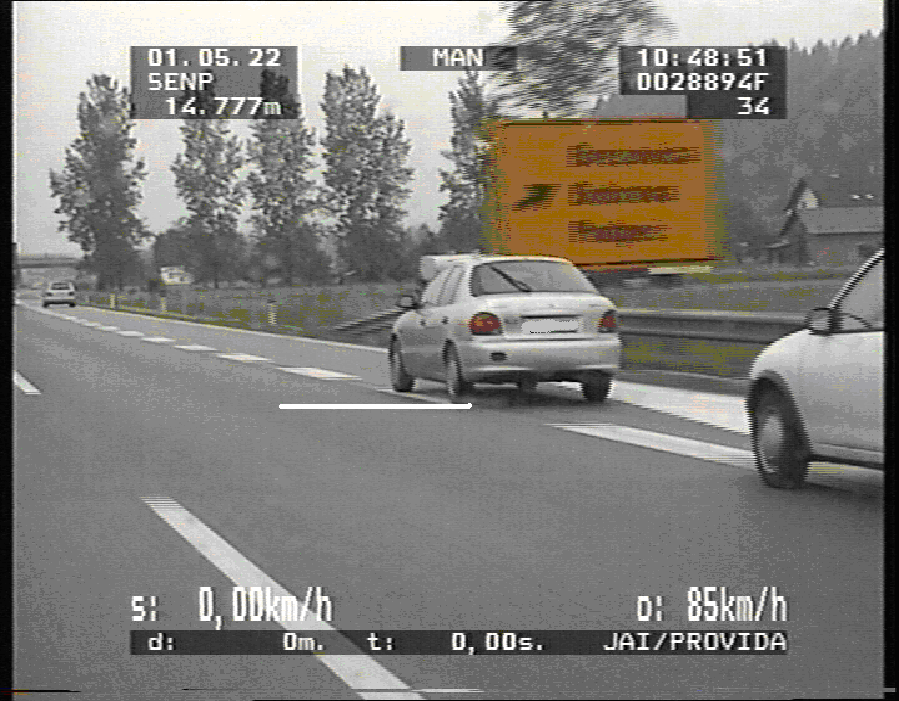 01.05.22 MAN 10:48:51
SENP 0028894F
14.777m 34
s: 0,00km/h o: 85km/h
d: 0m. t: 0,00s. JAI/PROVIDA